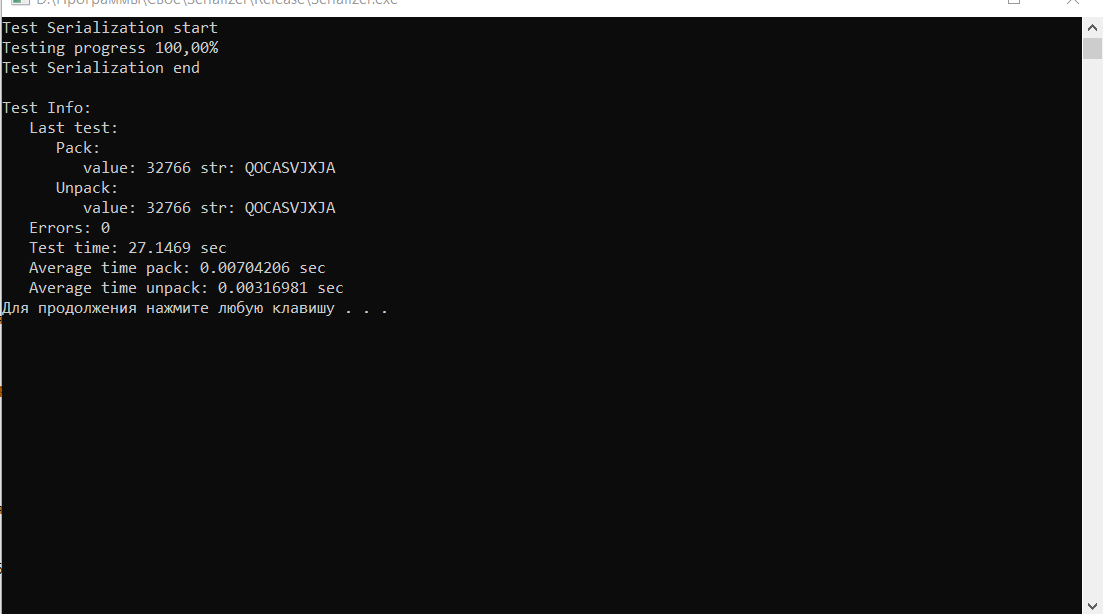 D:\Программы\Свое\Serializer\Release\Serializer.exe
Test Serialization start
Testing progress 100,00%
Test Serialization end
Test Info:
Last test:
Pack:
value: 32766 str: QOCASVJXJA
Unpack:
value: 32766 str: QOCASVJXJA
Errors: 0
Test time: 27.1469 sec
Average time pack: 0.00704206 sec
Average time unpack: 0.00316981 sec
Для продолжения нажмите любую клавишу . . .